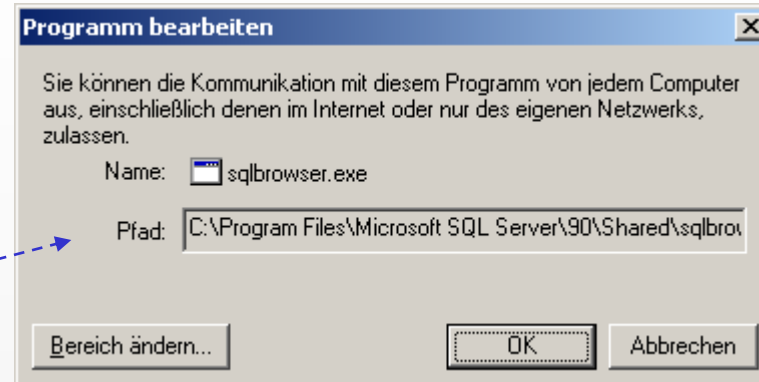 Programm bearbeiten
Sie können die Kommunikation mit diesem Programm von jedem Computer
aus, einschließlich denen im Internet oder nur des eigenen Netzwerks,
zulassen.
Name: sqlbrowser.exe
Pfad: C:\Program Files\Microsoft SQL Server\90\Shared\sqlbrow
Bereich ändern... OK Abbrechen